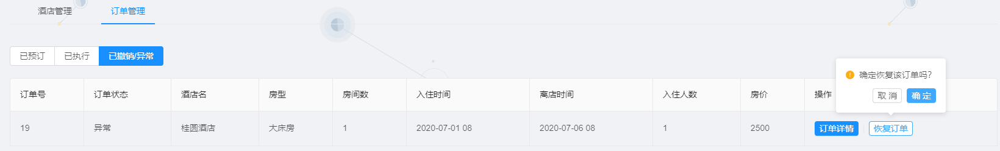 酒店管理 订单管理
已预订 已执行 已撤销/异常
确定恢复该订单吗?
取 消 确 定
订单号 订单状态 酒店名 房型 房间数 入住时间 离店时间 入住人数 房价 操作
19 异常 桂圆酒店 大床房 1 2020-07-01 08 2020-07-06 08 1 2500 订单详情 恢复订单